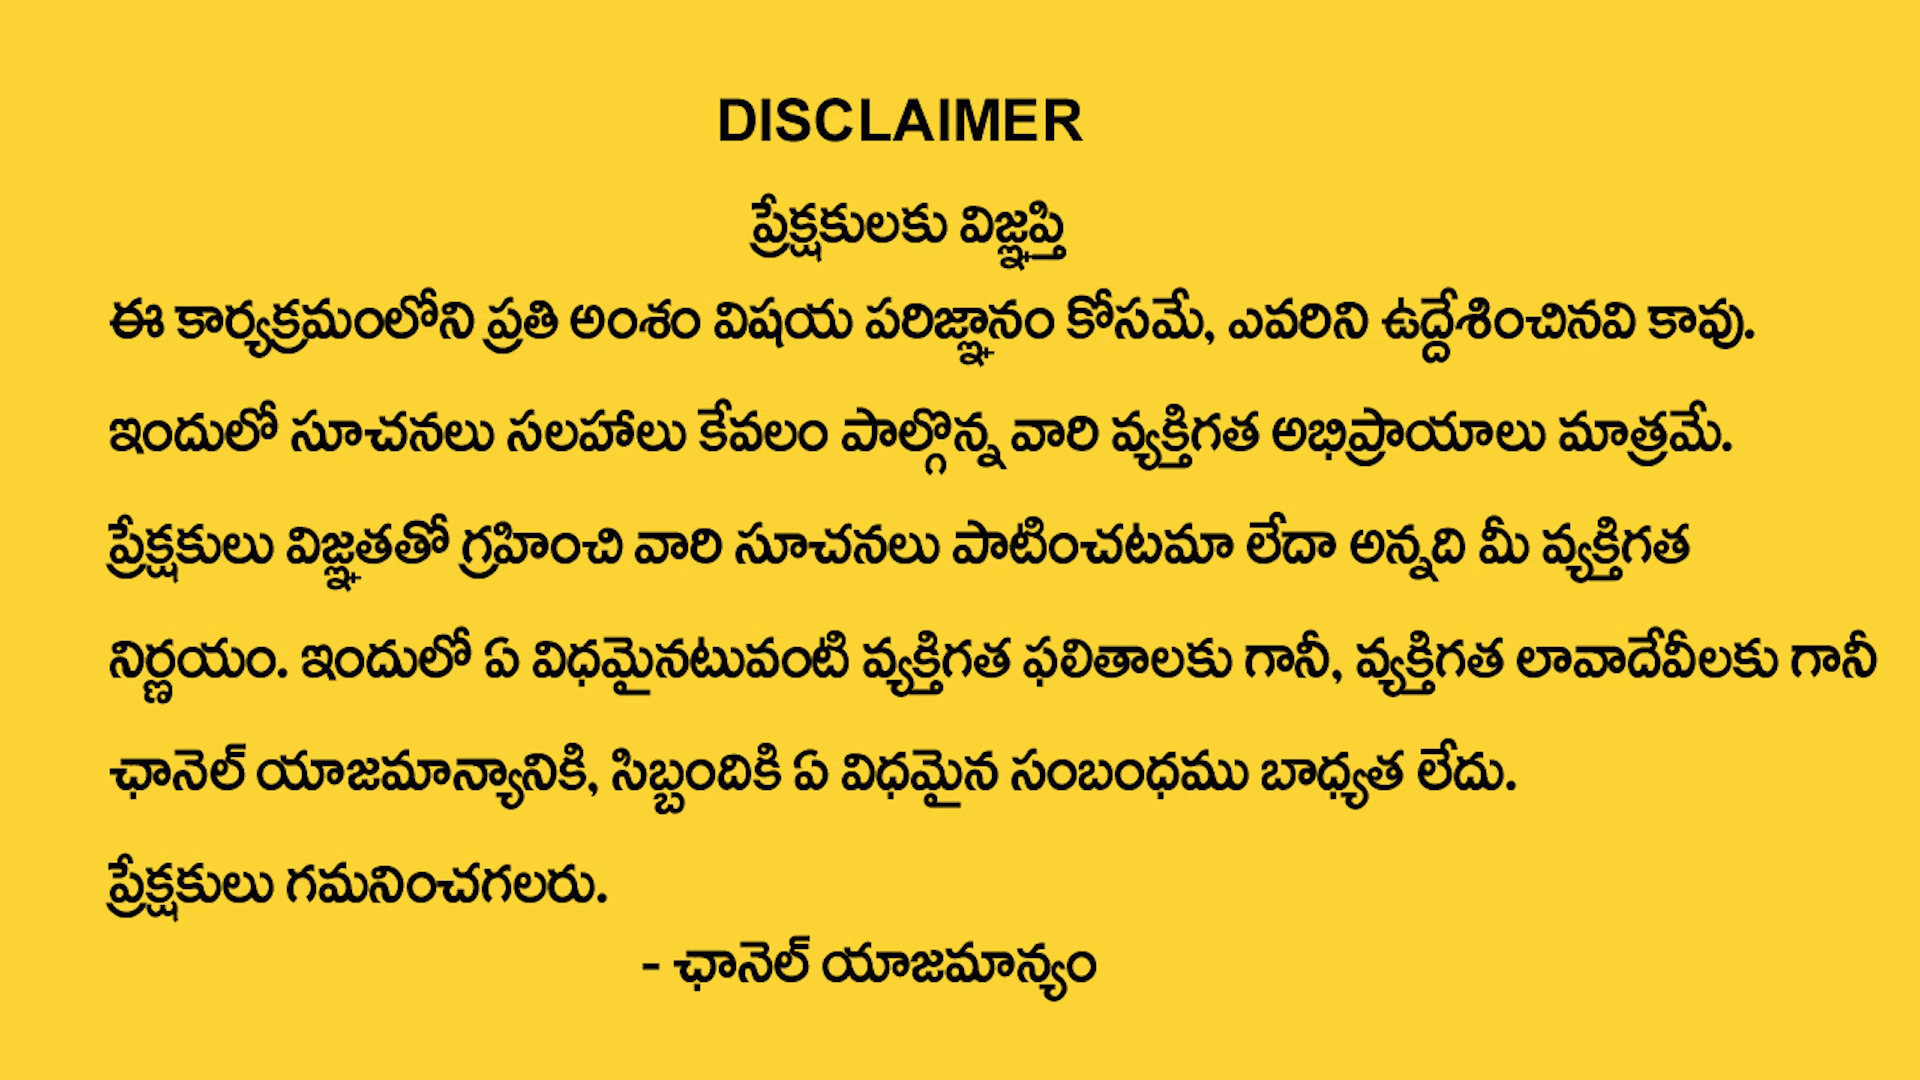 DISCLAIMER
ప్రేక్షకులకు విజ్ఞప్తి
ఈ కార్యక్రమంలోని ప్రతి అంశం విషయ పరిజ్ఞానం కోసమే, ఎవరిని ఉద్దేశించినవి కావు.
ఇందులో సూచనలు సలహాలు కేవలం పాల్గొన్న వారి వ్యక్తిగత అభిప్రాయాలు మాత్రమే.
ప్రేక్షకులు విజ్ఞతతో గ్రహించి వారి సూచనలు పాటించటమా లేదా అన్నది మీ వ్యక్తిగత
నిర్ణయం. ఇందులో ఏ విధమైనటువంటి వ్యక్తిగత ఫలితాలకు గానీ, వ్యక్తిగత లావాదేవీలకు గానీ
ఛానెల్ యాజమాన్యానికి, సిబ్బందికి ఏ విధమైన సంబంధము బాధ్యత లేదు.
ప్రేక్షకులు గమనించగలరు.
- ఛానెల్ యాజమాన్యం